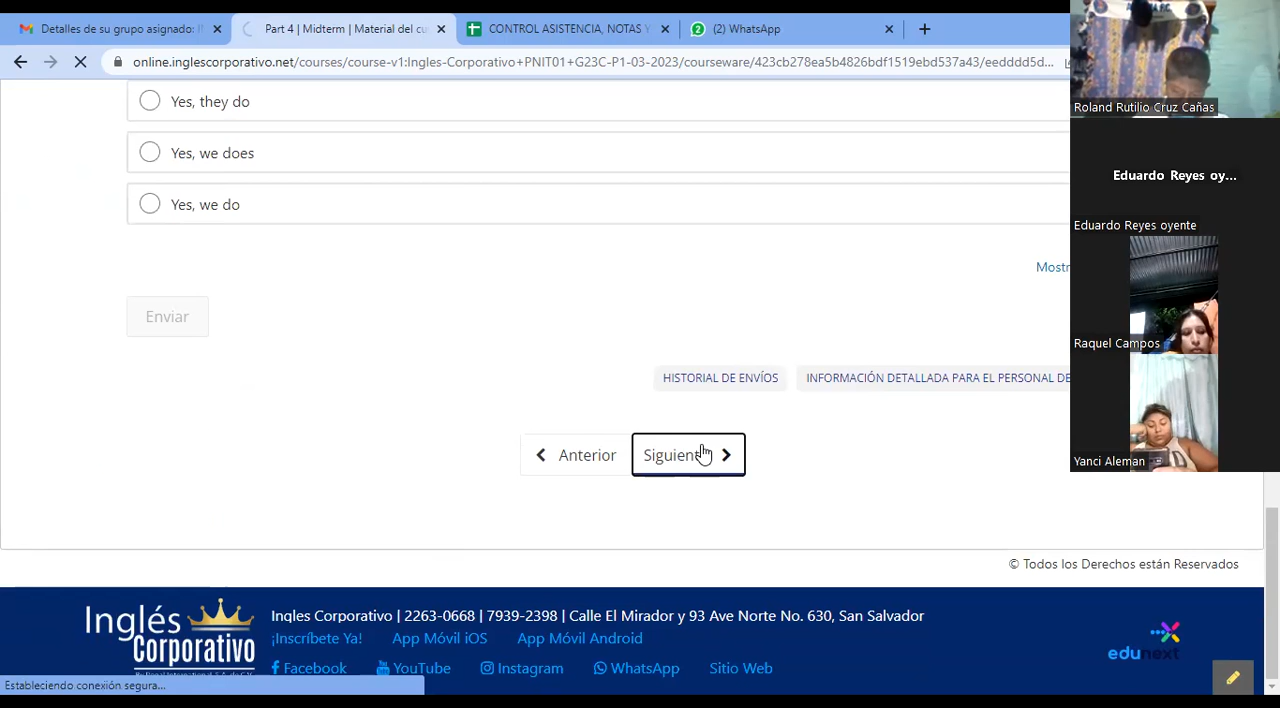 Detalles de su grupo asignado: I
Part 4 | Midterm | Material del cu
CONTROL ASISTENCIA, NOTAS Y
(2) WhatsApp
online.inglescorporativo.net/courses/course-v1:Ingles-Corporativo+PNIT01+G23C-P1-03-2023/courseware/423cb278ea5b4826bdf1519ebd537a43/eedddd5d...
Yes, they do
Yes, we does
Yes, we do
Mostr
Enviar
HISTORIAL DE ENVÍOS
INFORMACIÓN DETALLADA PARA EL PERSONAL DE
Anterior
Siguient
© Todos los Derechos están Reservados
Inglés Corporativo
Ingles Corporativo | 2263-0668 | 7939-2398 | Calle El Mirador y 93 Ave Norte No. 630, San Salvador
¡Inscríbete Ya!
App Móvil iOS
App Móvil Android
Facebook
YouTube
Instagram
WhatsApp
Sitio Web
edunext
Estableciendo conexión segura...
Roland Rutilio Cruz Cañas
Eduardo Reyes oy...
Eduardo Reyes oyente
Raquel Campos
Yanci Aleman